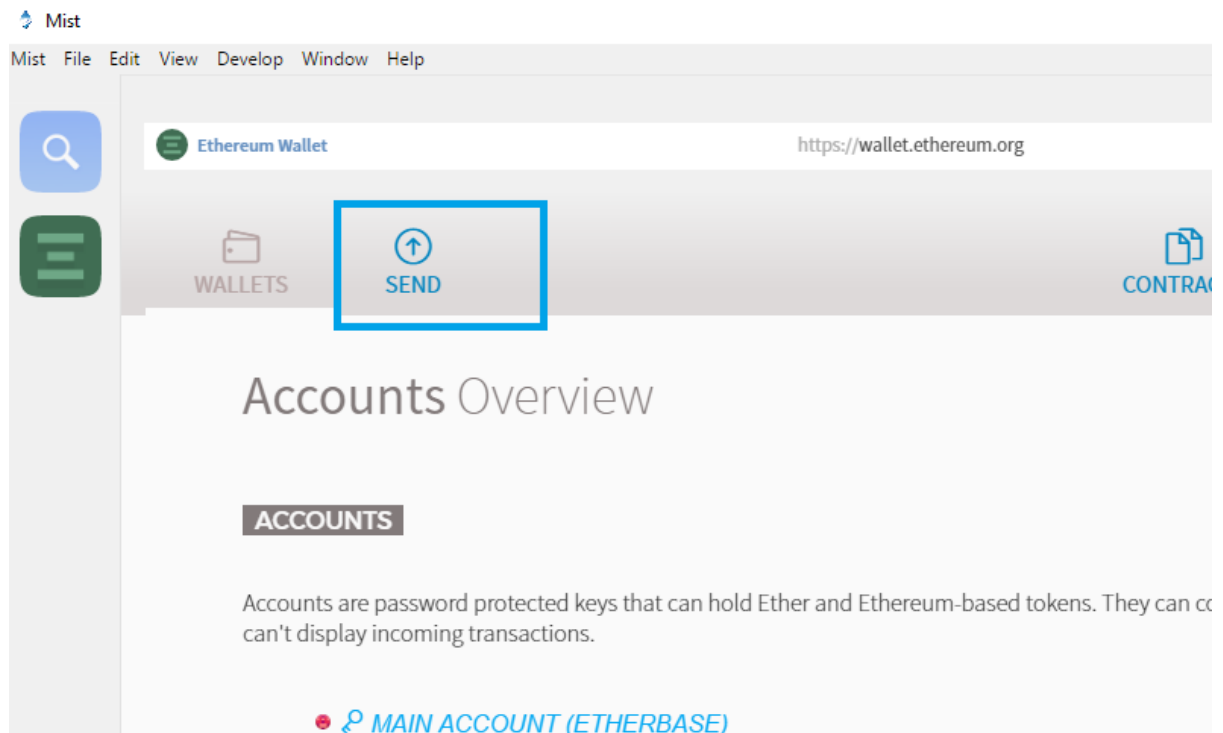 Mist
Mist File Edit View Develop Window Help
Ethereum Wallet https://wallet.ethereum.org
WALLETS SEND
Accounts Overview
ACCOUNTS
Accounts are password protected keys that can hold Ether and Ethereum-based tokens. They can
can't display incoming transactions.
MAIN ACCOUNT (ETHERBASE)